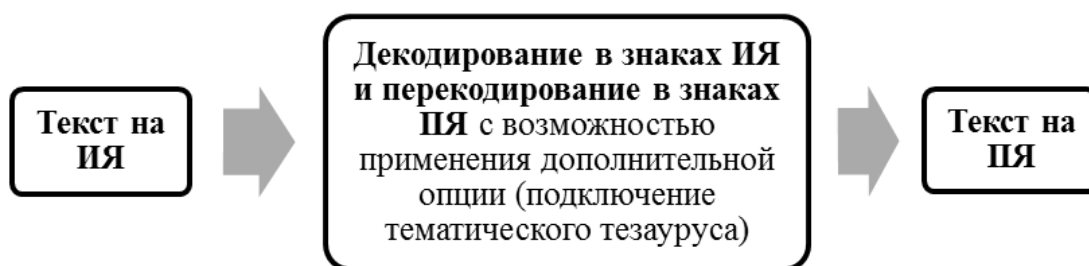 Текст на
ИЯ
Декодирование в знаках ИЯ
и перекодирование в знаках
ПЯ с возможностью
применения дополнительной
опции (подключение
тематического тезауруса)
Текст на
ПЯ